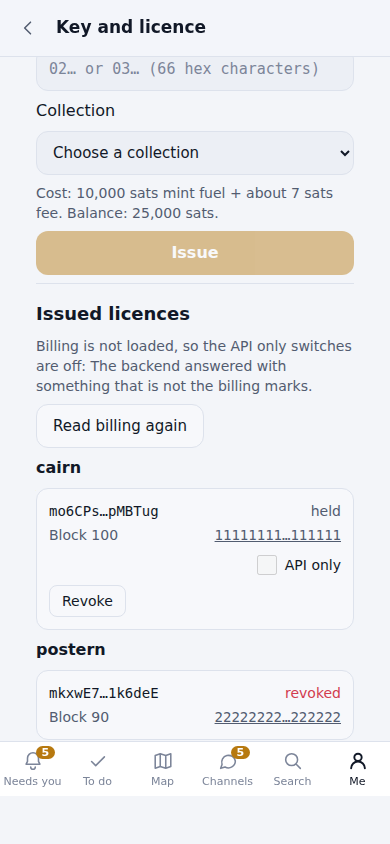 Key and licence
02… or 03… (66 hex characters)
Collection
Choose a collection
Cost: 10,000 sats mint fuel + about 7 sats
fee. Balance: 25,000 sats.
Issue
Issued licences
Billing is not loaded, so the API only switches
are off: The backend answered with
something that is not the billing marks.
Read billing again
cairn
mo6CPs…pMBTug held
Block 100 11111111…111111
API only
Revoke
postern
mkxwE7…1k6deE revoked
Block 90 22222222…222222
5 5
Needs you To do Map Channels Search Me